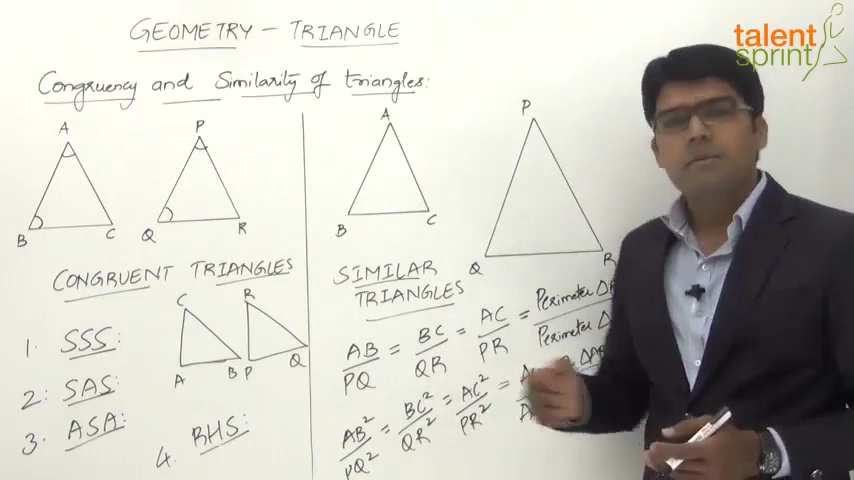 talent
sprint
GEOMETRY - TRIANGLE
Congruency and Similarity of triangles:
A
B
C
P
Q
R
CONGRUENT TRIANGLES
1. SSS:
2. SAS:
3. ASA:
4. RHS:
C
A
B
R
P
Q
A
B
C
P
Q
R
SIMILAR
TRIANGLES
AB/PQ = BC/QR = AC/PR = Perimeter Δ / Perimeter Δ
AB²/PQ² = BC²/QR² = AC²/PR² =